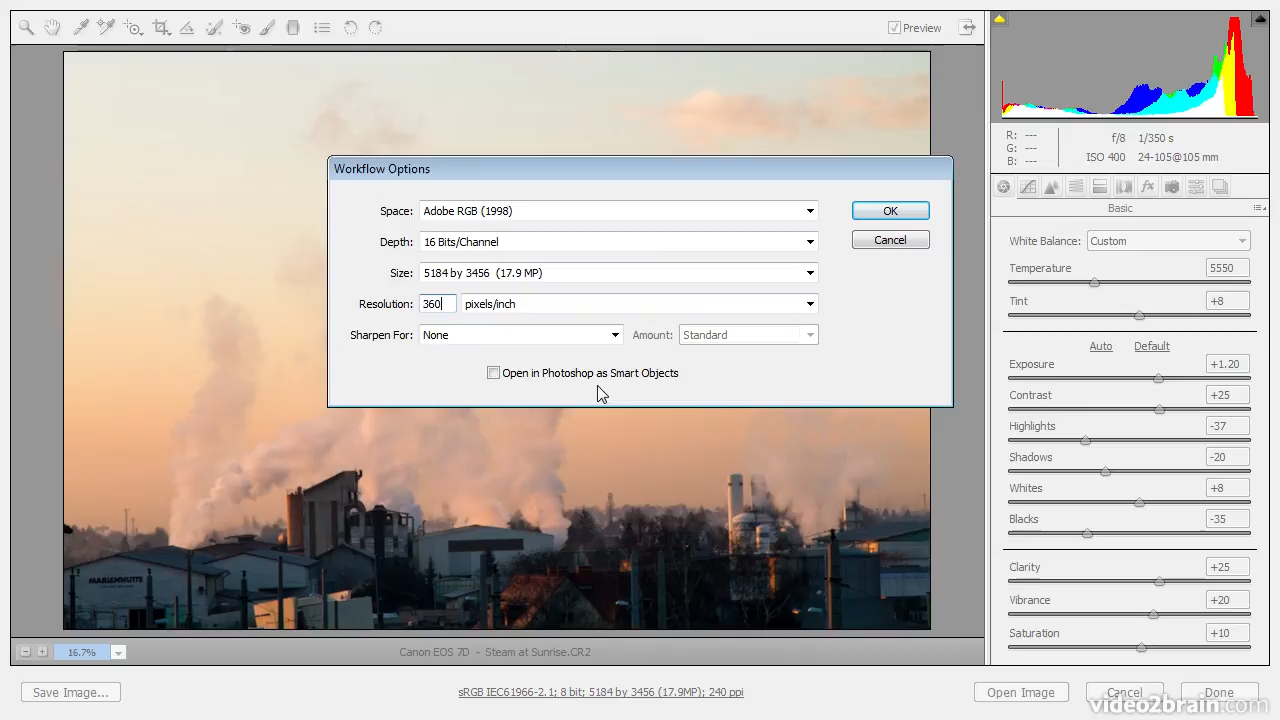 Preview
Workflow Options
Space: Adobe RGB (1998)
OK
Depth: 16 Bits/Channel
Cancel
Size: 5184 by 3456 (17.9 MP)
Resolution: 360 pixels/inch
Sharpen For: None Amount: Standard
Open in Photoshop as Smart Objects
MARIENHUTTE
R: ---
G: ---
B: ---
f/8 1/350 s
ISO 400 24-105@105 mm
fx
Basic
White Balance: Custom
Temperature 5550
Tint +8
Auto Default
Exposure +1.20
Contrast +25
Highlights -37
Shadows -20
Whites +8
Blacks -35
Clarity +25
Vibrance +20
Saturation +10
16.7%
Canon EOS 7D - Steam at Sunrise.CR2
Save Image...
sRGB IEC61966-2.1; 8 bit; 5184 by 3456 (17.9MP); 240 ppi
Open Image
Cancel
Done
video2brain.com